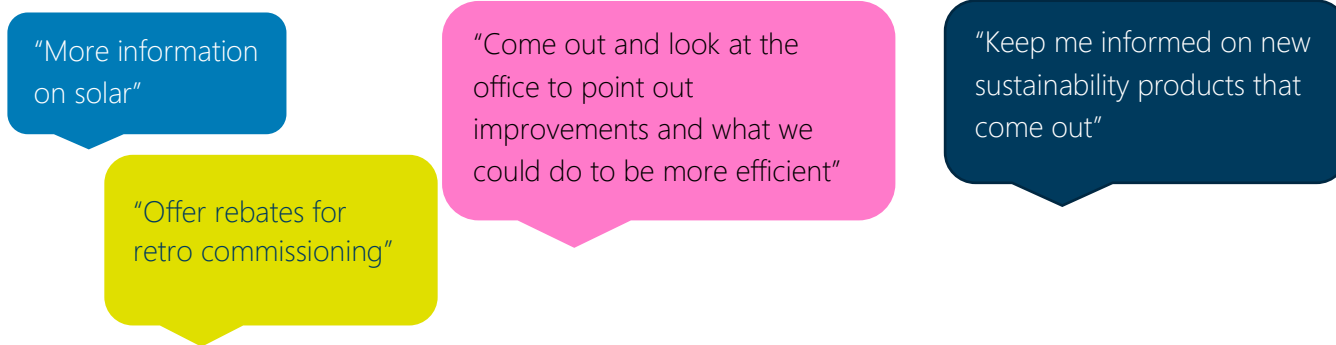 “More information
on solar”
“Offer rebates for
retro commissioning”
“Come out and look at the
office to point out
improvements and what we
could do to be more efficient”
“Keep me informed on new
sustainability products that
come out”